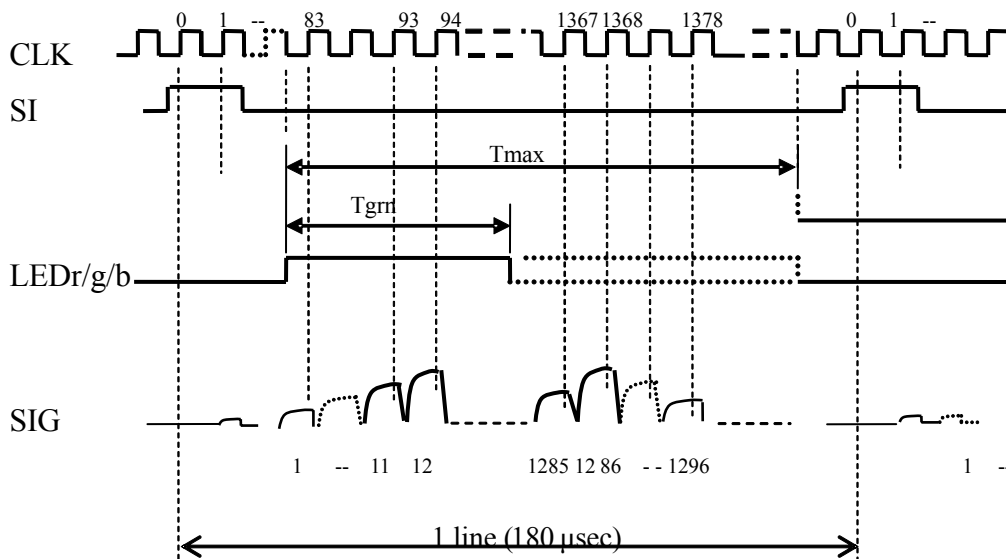 0 1 -- 83 93 94 1367 1368 1378 0 1 --
CLK
SI
Tmax
Tgrn
LEDr/g/b
SIG
1 -- 11 12 1285 12 86 - - 1296 1 --
1 line (180 µsec)